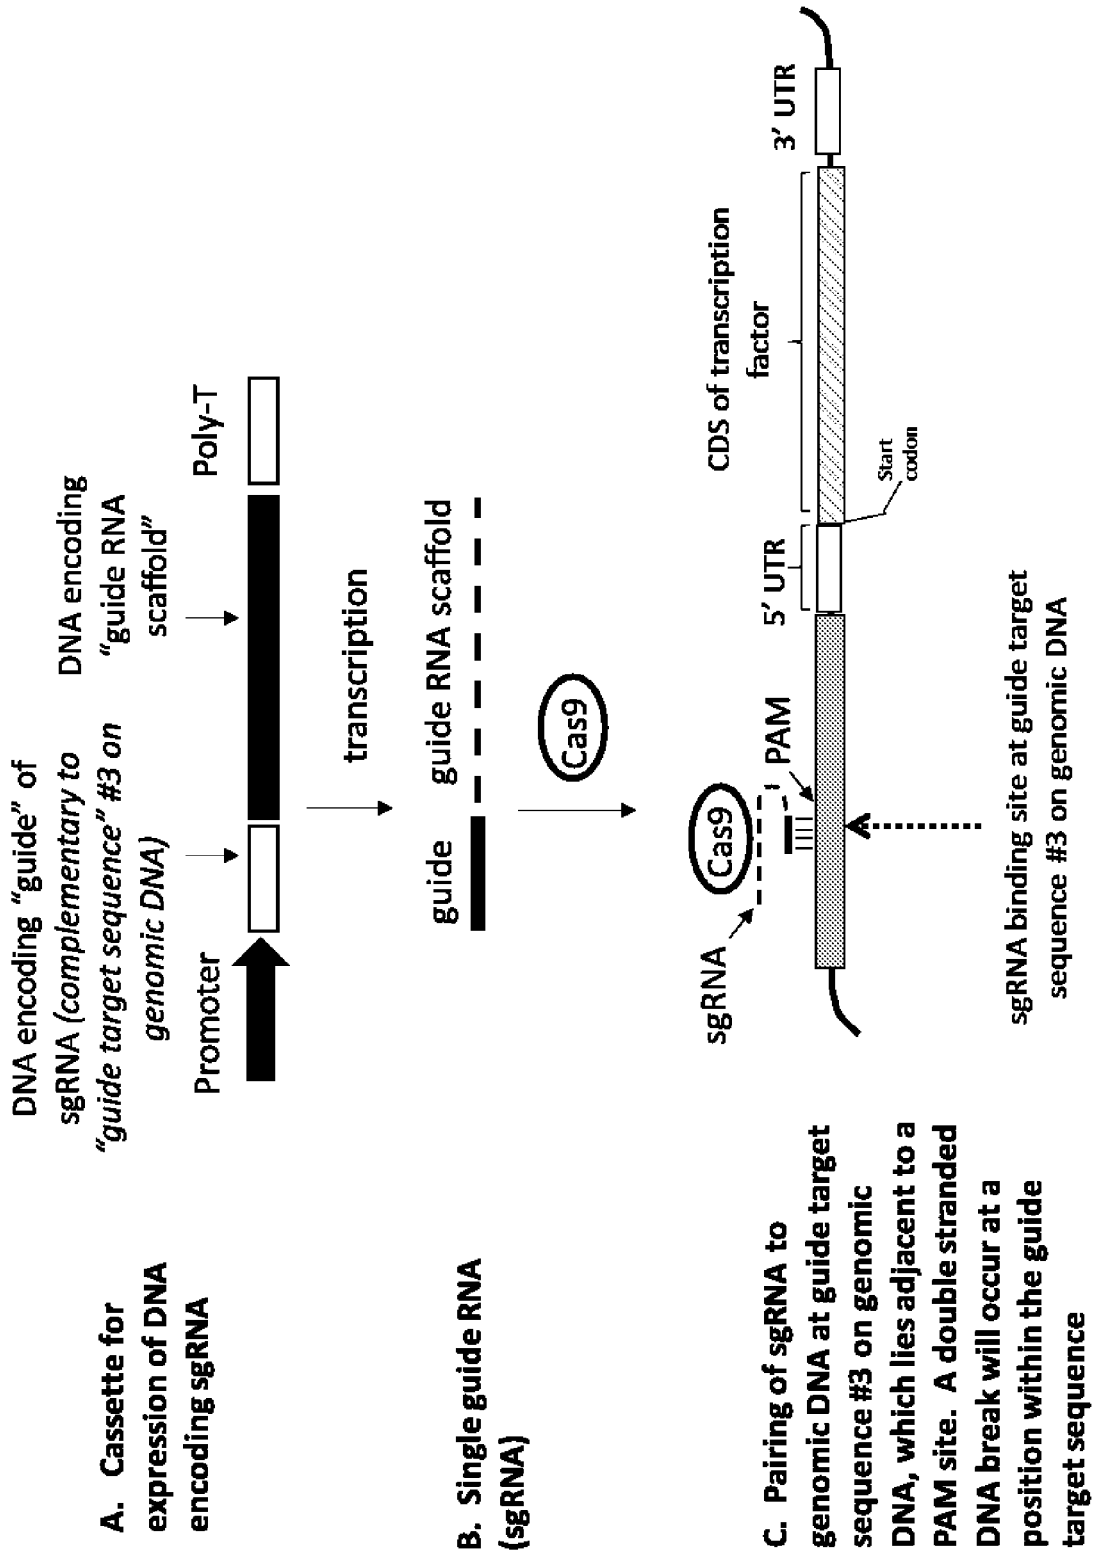 A. Cassette for
expression of DNA
encoding sgRNA
DNA encoding “guide” of
sgRNA (complementary to
“guide target sequence” #3 on
genomic DNA)
DNA encoding
“guide RNA
scaffold”
Promoter
Poly-T
transcription
B. Single guide RNA
(sgRNA)
guide
guide RNA scaffold
Cas9
C. Pairing of sgRNA to
genomic DNA at guide target
sequence #3 on genomic
DNA, which lies adjacent to a
PAM site. A double stranded
DNA break will occur at a
position within the guide
target sequence
sgRNA
Cas9
PAM
5’ UTR
CDS of transcription
factor
3’ UTR
Start
codon
sgRNA binding site at guide target
sequence #3 on genomic DNA